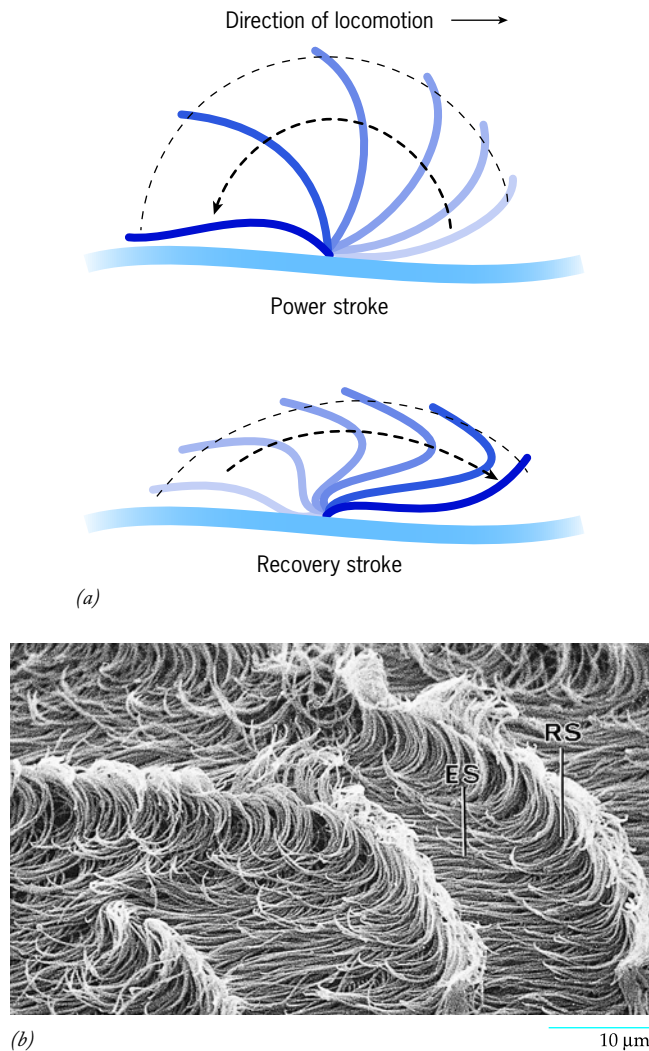 Direction of locomotion
Power stroke
Recovery stroke
(a)
RS
ES
(b)
10 µm